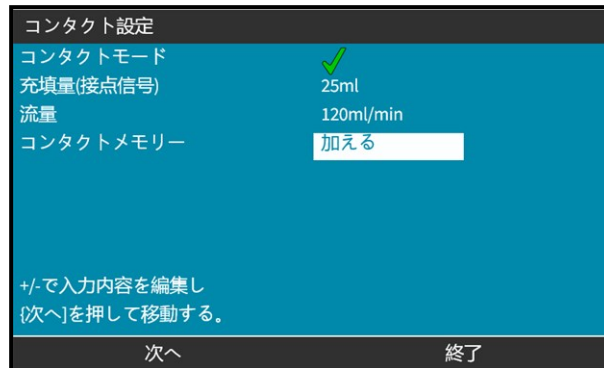 コンタクト設定
コンタクトモード
充填量(接点信号) 25ml
流量 120ml/min
コンタクトメモリー 加える
+/-で入力内容を編集し
{次へ]を押して移動する。
次へ 終了